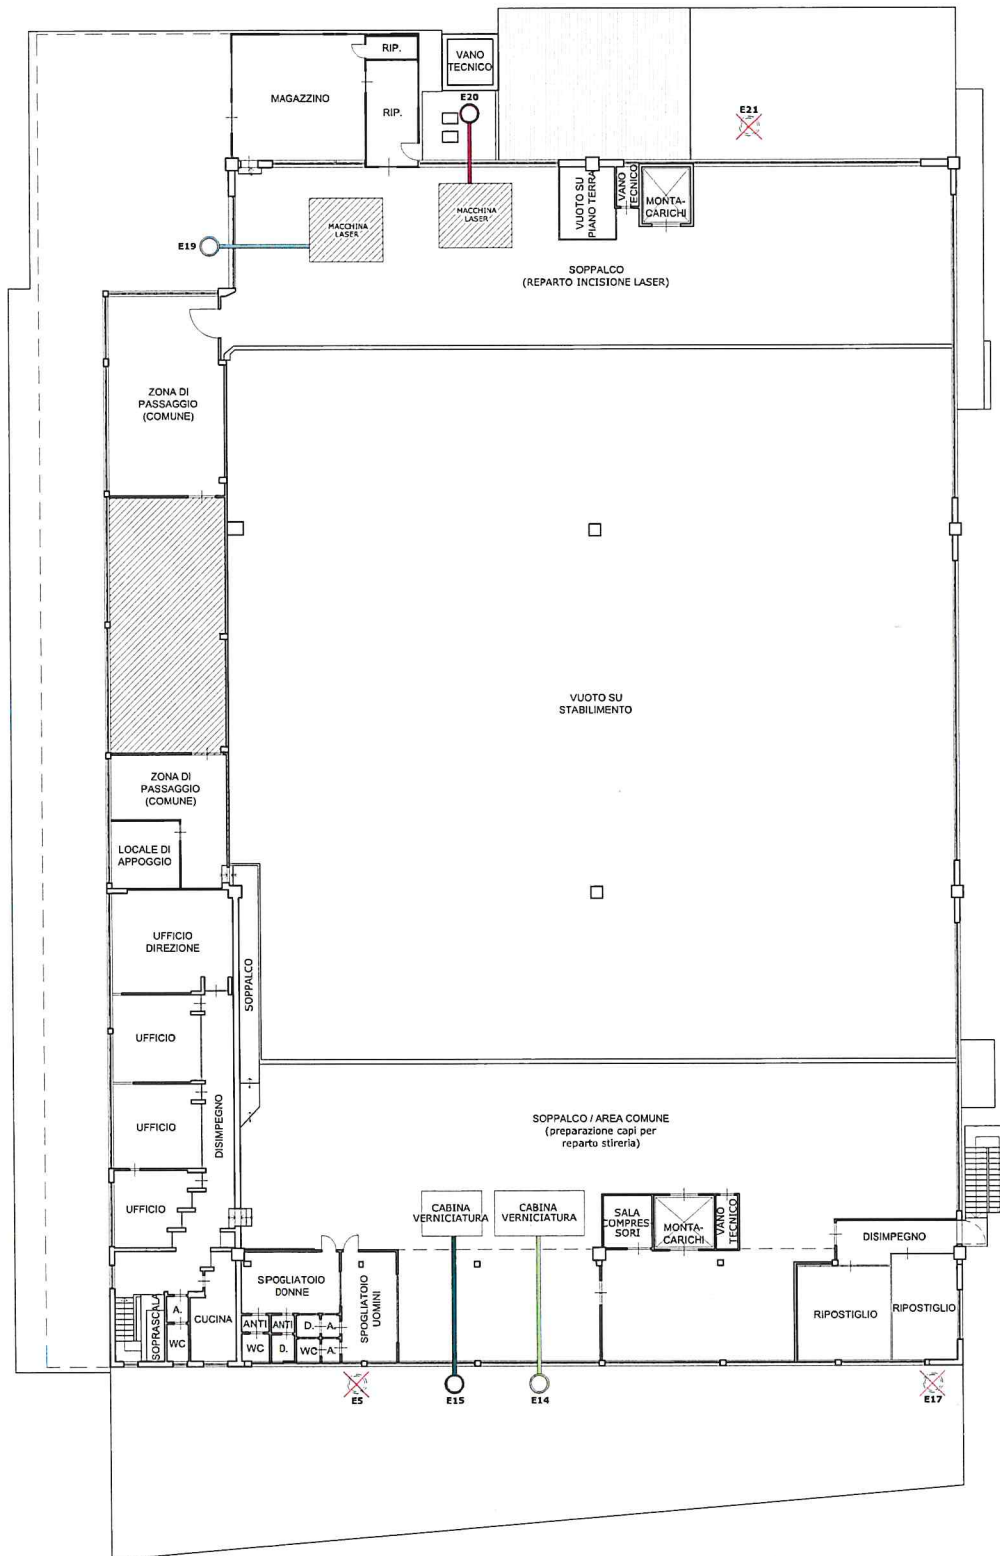 RIP.
VANO
TECNICO
MAGAZZINO
E20
RIP.
E21
VUOTO SU
PIANO TERRA
VANO
TECNICO
MONTA-
CARICHI
MACCHINA
LASER
MACCHINA
LASER
E19
SOPPALCO
(REPARTO INCISIONE LASER)
ZONA DI
PASSAGGIO
(COMUNE)
VUOTO SU
STABILIMENTO
ZONA DI
PASSAGGIO
(COMUNE)
LOCALE DI
APPOGGIO
UFFICIO
DIREZIONE
SOPPALCO
UFFICIO
DISIMPEGNO
UFFICIO
SOPPALCO / AREA COMUNE
(preparazione capi per
reparto stireria)
UFFICIO
CABINA
VERNICIATURA
CABINA
VERNICIATURA
SALA
COMPRES-
SORI
MONTA-
CARICHI
VANO
TECNICO
DISIMPEGNO
SPOGLIATOIO
DONNE
SPOGLIATOIO
UOMINI
RIPOSTIGLIO
RIPOSTIGLIO
SOPRASCALA
A.
WC
CUCINA
ANTI
ANTI
D.
A.
WC
D.
WC
A.
E5
E15
E14
E17